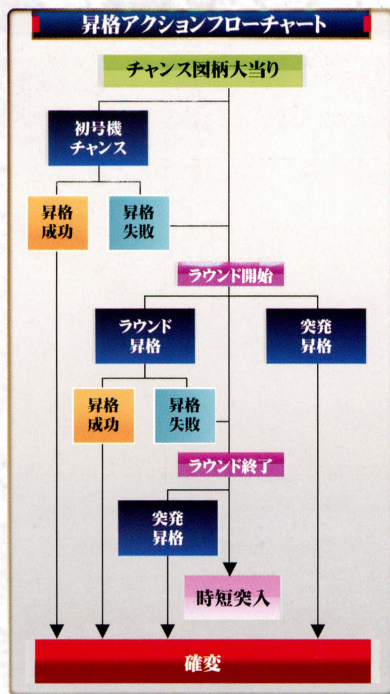 昇格アクションフローチャート
チャンス図柄大当り
初号機
チャンス
昇格
成功
昇格
失敗
ラウンド開始
ラウンド
昇格
突発
昇格
昇格
成功
昇格
失敗
ラウンド終了
突発
昇格
時短突入
確変